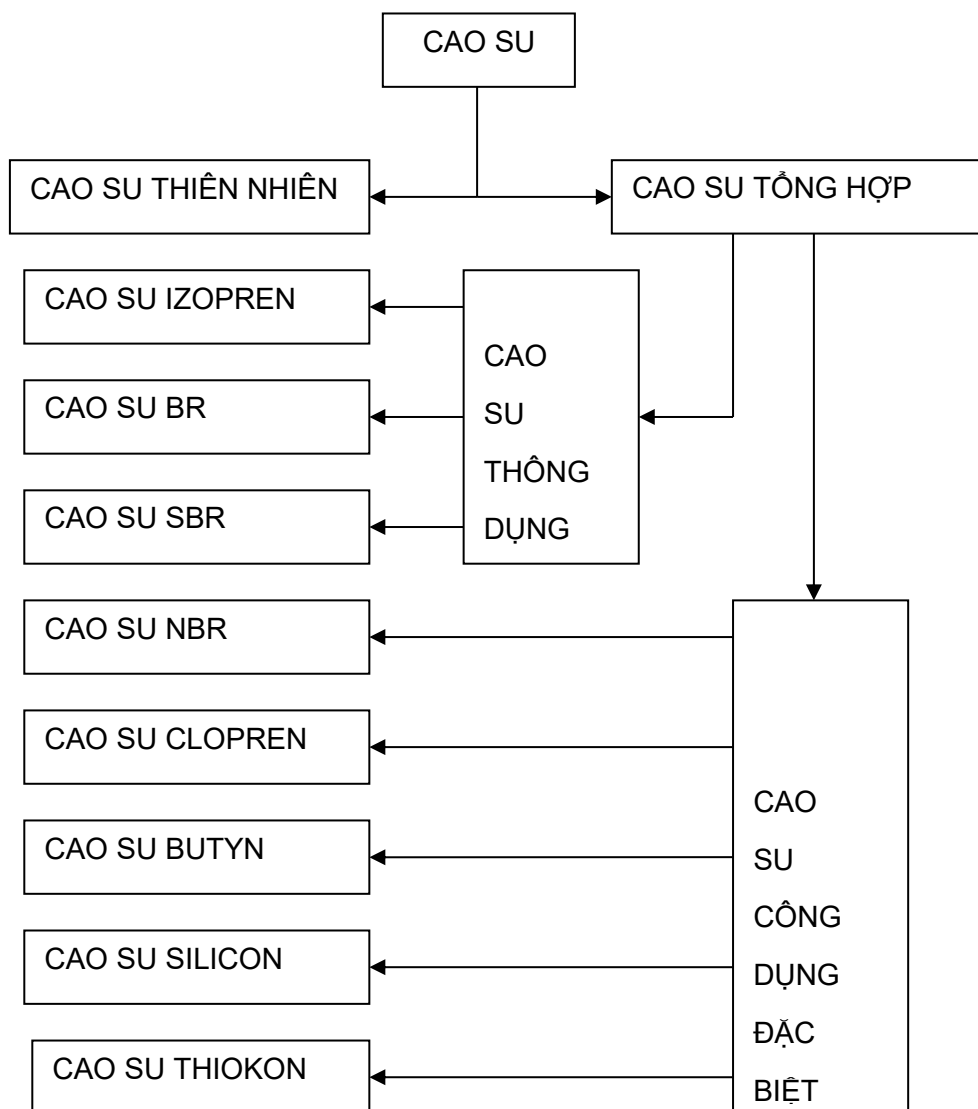 CAO SU
CAO SU THIÊN NHIÊN
CAO SU TỔNG HỢP
CAO SU IZOPREN
CAO SU BR
CAO SU SBR
CAO
SU
THÔNG
DỤNG
CAO SU NBR
CAO SU CLOPREN
CAO SU BUTYN
CAO SU SILICON
CAO SU THIOKON
CAO
SU
CÔNG
DỤNG
ĐẶC
BIỆT